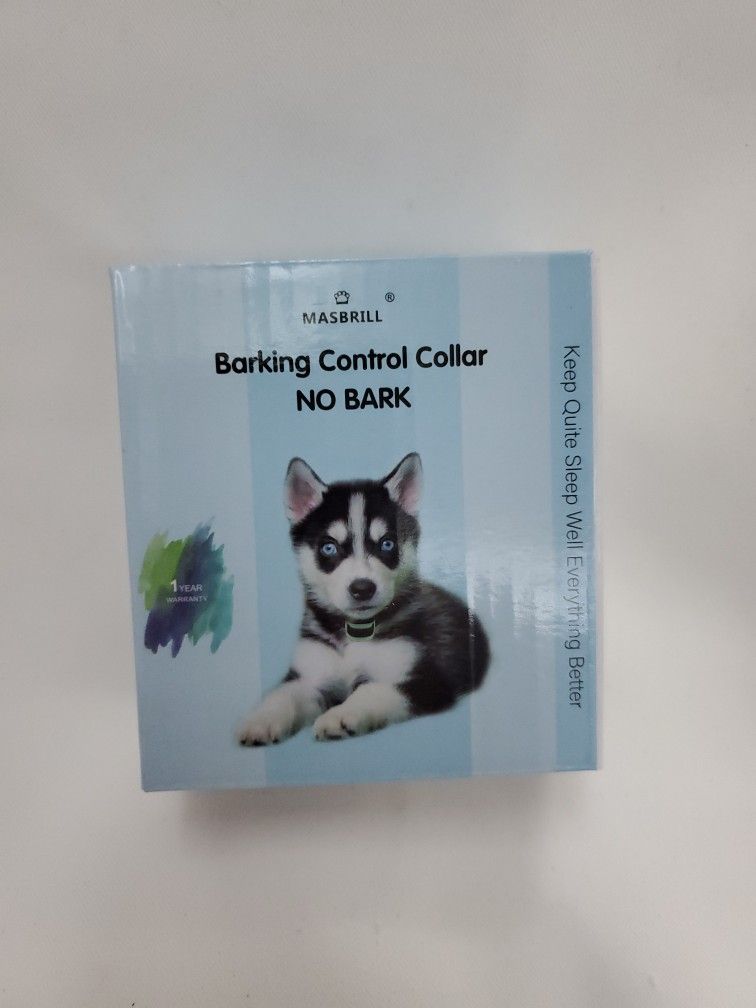 ®
MASBRILL
Barking Control Collar
NO BARK
1 YEAR
WARRANTY
Keep Quite Sleep Well Everything Better